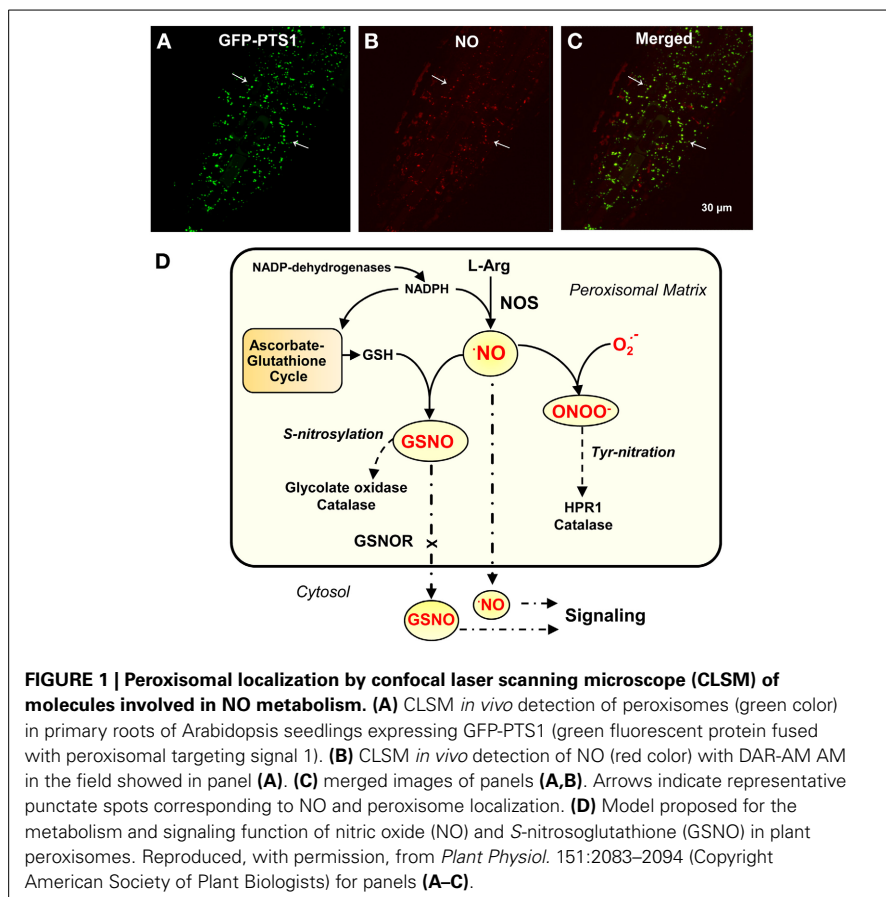 A
GFP-PTS1
B
NO
C
Merged
30 µm
D
NADP-dehydrogenases
L-Arg
NADPH
NOS
Peroxisomal Matrix
Ascorbate-
Glutathione
Cycle
GSH
·NO
O2·-
GSNO
ONOO-
S-nitrosylation
Tyr-nitration
Glycolate oxidase
Catalase
HPR1
Catalase
GSNOR
x
Cytosol
GSNO
·NO
Signaling
FIGURE 1 | Peroxisomal localization by confocal laser scanning microscope (CLSM) of
molecules involved in NO metabolism. (A) CLSM in vivo detection of peroxisomes (green color)
in primary roots of Arabidopsis seedlings expressing GFP-PTS1 (green fluorescent protein fused
with peroxisomal targeting signal 1). (B) CLSM in vivo detection of NO (red color) with DAR-AM AM
in the field showed in panel (A). (C) merged images of panels (A,B). Arrows indicate representative
punctate spots corresponding to NO and peroxisome localization. (D) Model proposed for the
metabolism and signaling function of nitric oxide (NO) and S-nitrosoglutathione (GSNO) in plant
peroxisomes. Reproduced, with permission, from Plant Physiol. 151:2083–2094 (Copyright
American Society of Plant Biologists) for panels (A–C).